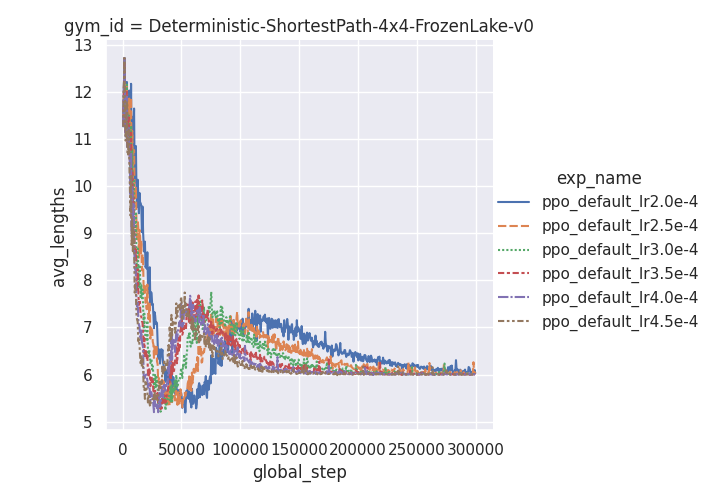 gym_id = Deterministic-ShortestPath-4x4-FrozenLake-v0
13
12
11
10
9
8
7
6
5
avg_lengths
0
50000
100000
150000
200000
250000
300000
global_step
exp_name
ppo_default_lr2.0e-4
ppo_default_lr2.5e-4
ppo_default_lr3.0e-4
ppo_default_lr3.5e-4
ppo_default_lr4.0e-4
ppo_default_lr4.5e-4